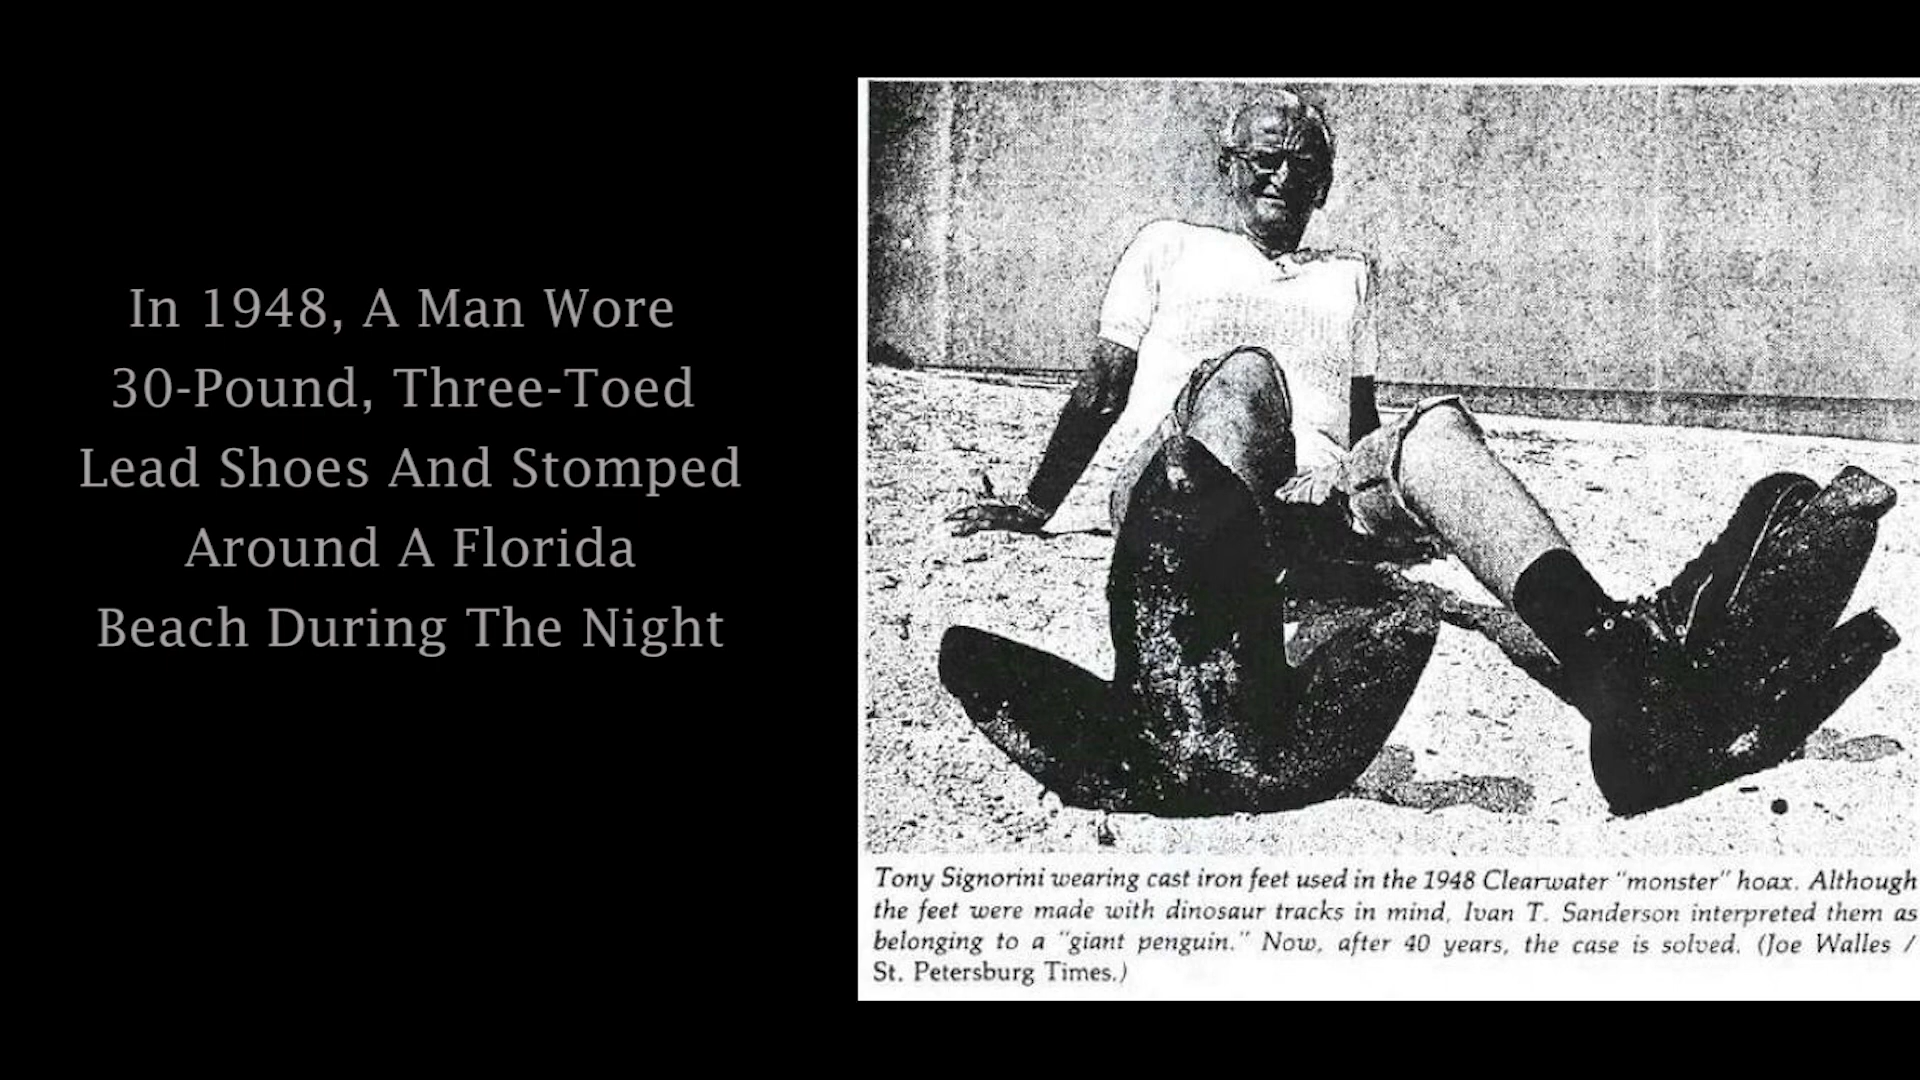 In 1948, A Man Wore
30-Pound, Three-Toed
Lead Shoes And Stomped
Around A Florida
Beach During The Night
Tony Signorini wearing cast iron feet used in the 1948 Clearwater "monster" hoax. Although
the feet were made with dinosaur tracks in mind, Ivan T. Sanderson interpreted them as
belonging to a "giant penguin." Now, after 40 years, the case is solved. (Joe Walles /
St. Petersburg Times.)